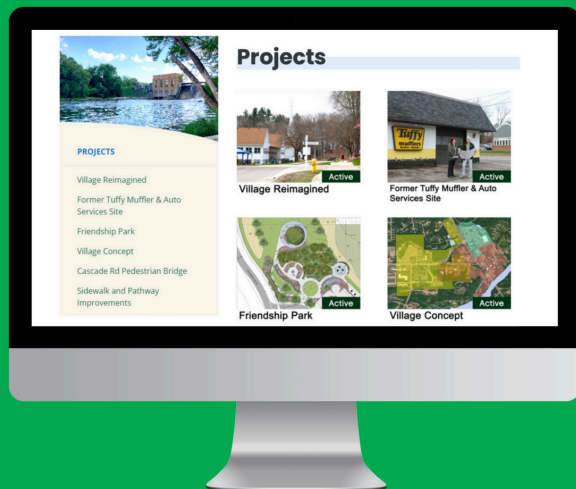 Projects
PROJECTS
Village Reimagined
Former Tuffy Muffler & Auto
Services Site
Friendship Park
Village Concept
Cascade Rd Pedestrian Bridge
Sidewalk and Pathway
Improvements
Active
Village Reimagined
Tuffy
mufflers
Active
Former Tuffy Muffler & Auto
Services Site
Active
Friendship Park
Active
Village Concept